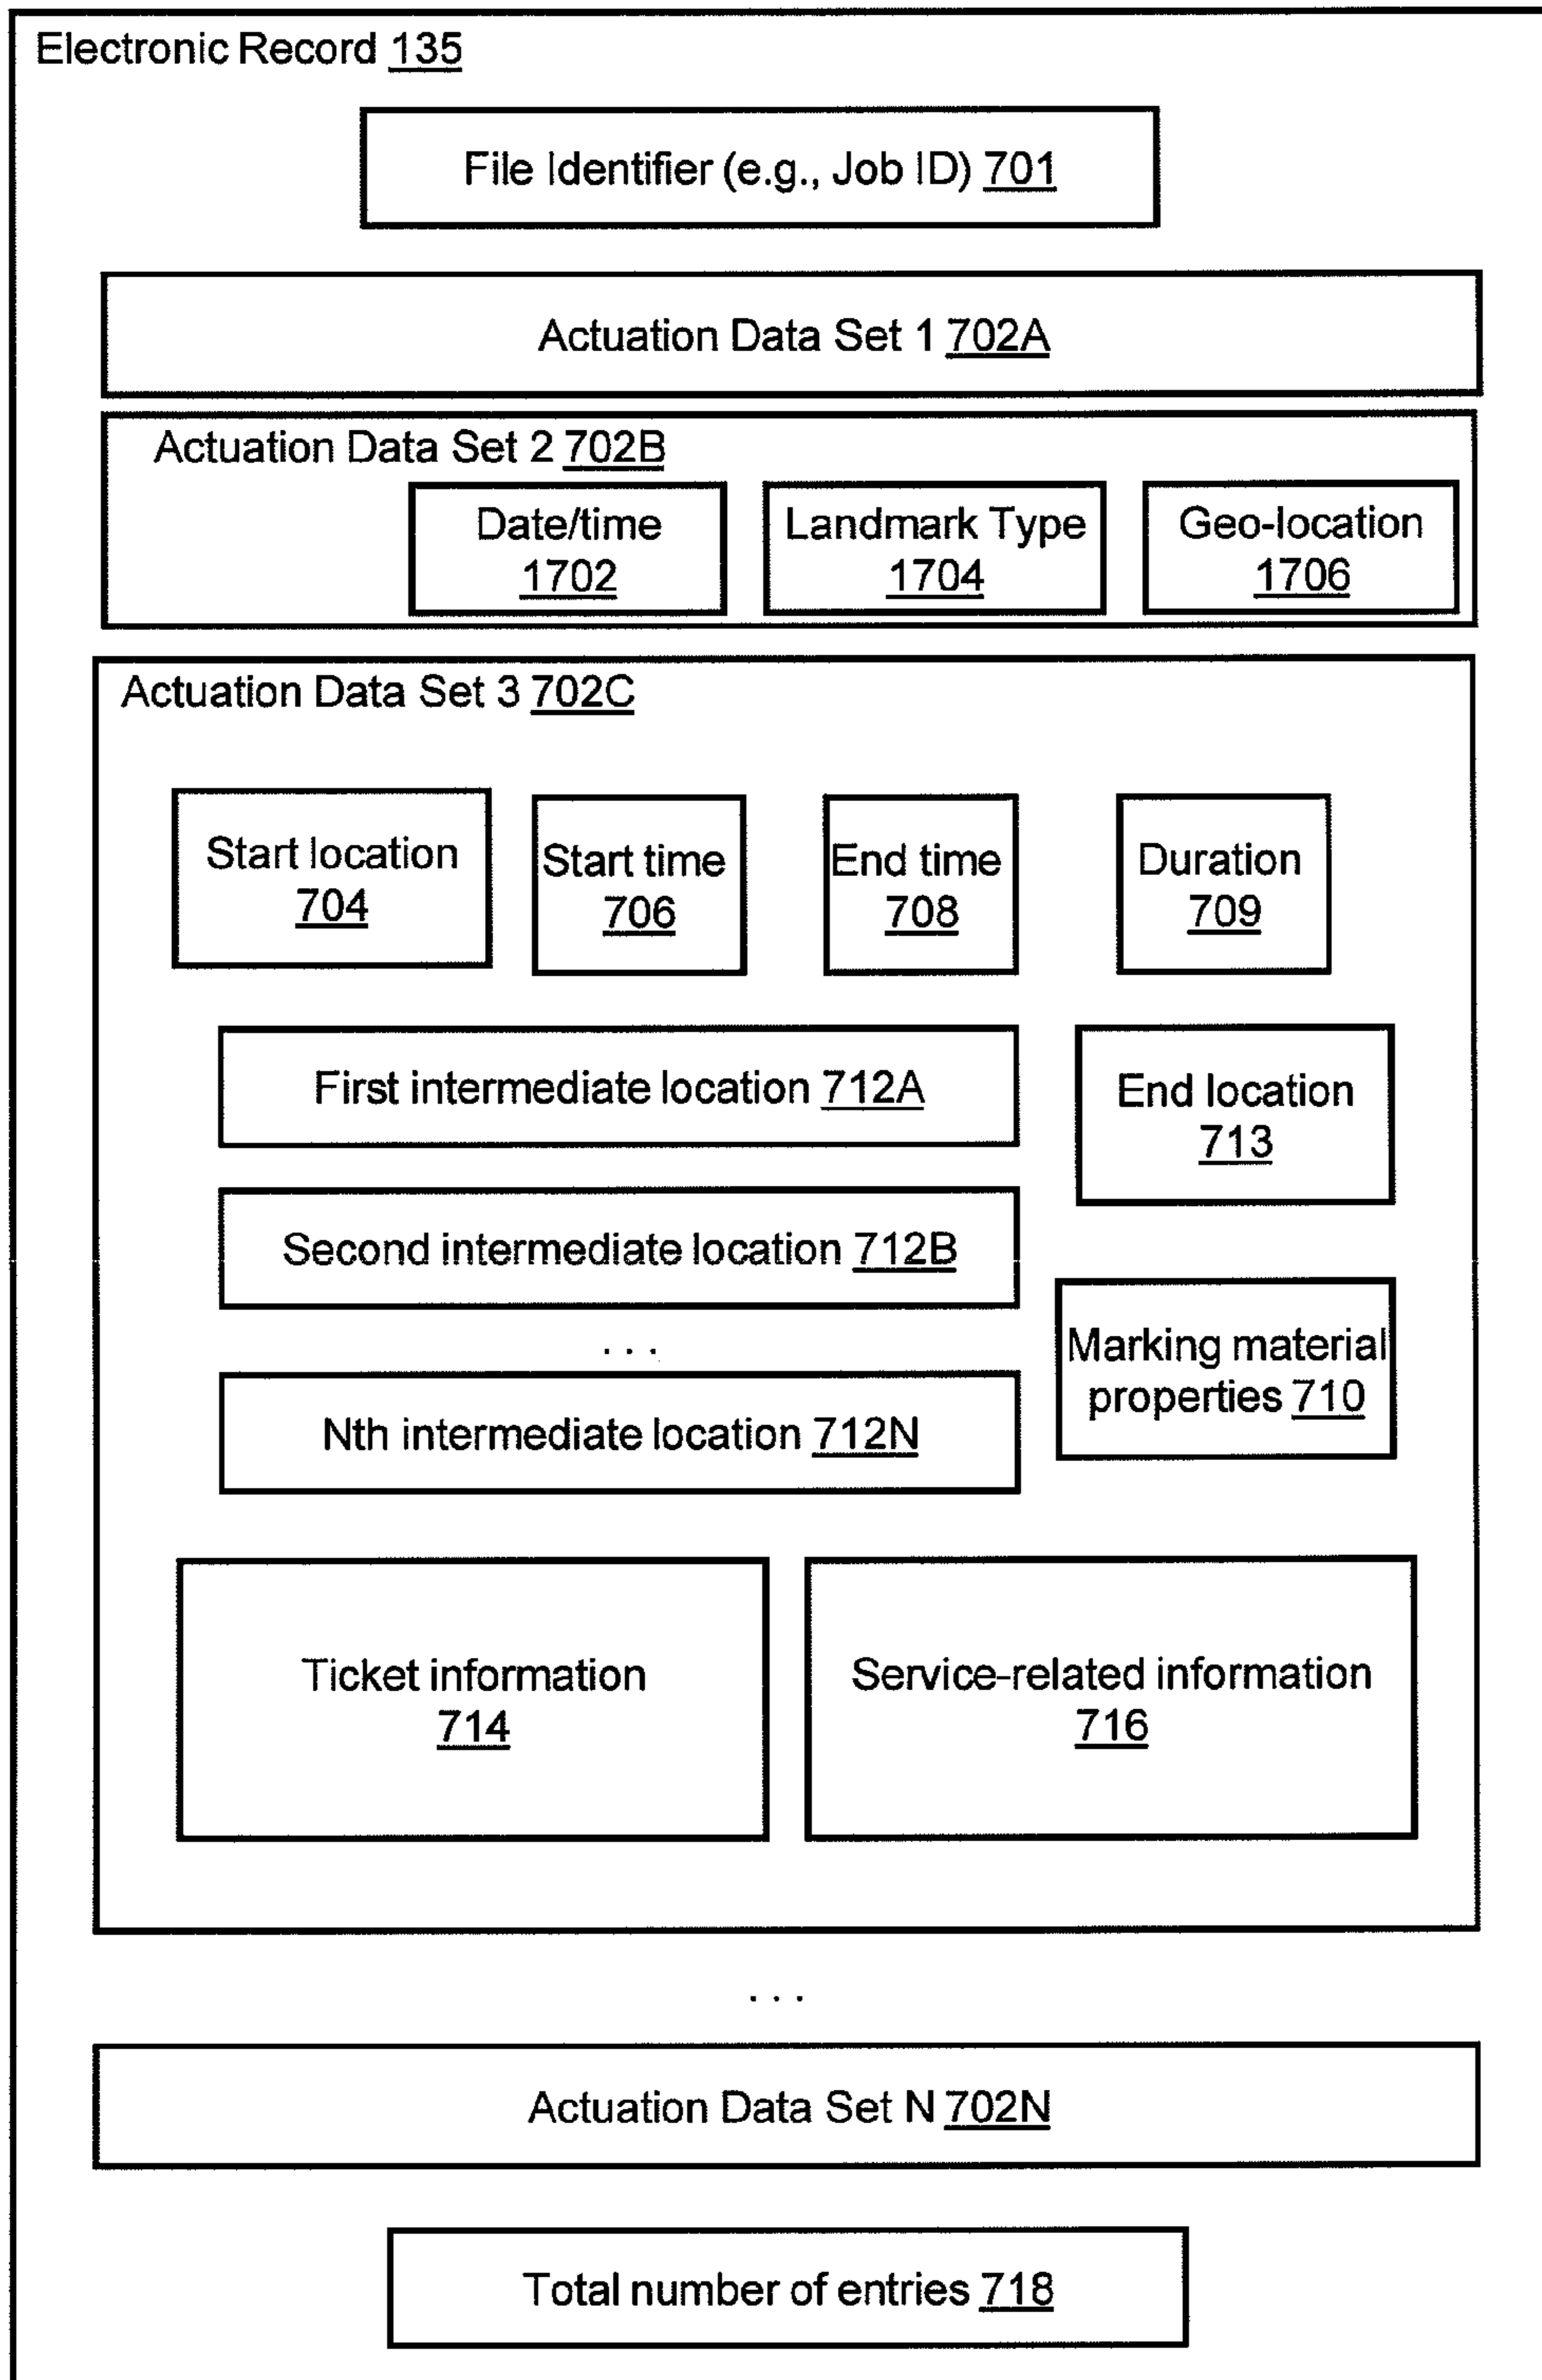 Electronic Record 135
File Identifier (e.g., Job ID) 701
Actuation Data Set 1 702A
Actuation Data Set 2 702B
Date/time
1702
Landmark Type
1704
Geo-location
1706
Actuation Data Set 3 702C
Start location
704
Start time
706
End time
708
Duration
709
First intermediate location 712A
End location
713
Second intermediate location 712B
. . .
Marking material
properties 710
Nth intermediate location 712N
Ticket information
714
Service-related information
716
. . .
Actuation Data Set N 702N
Total number of entries 718